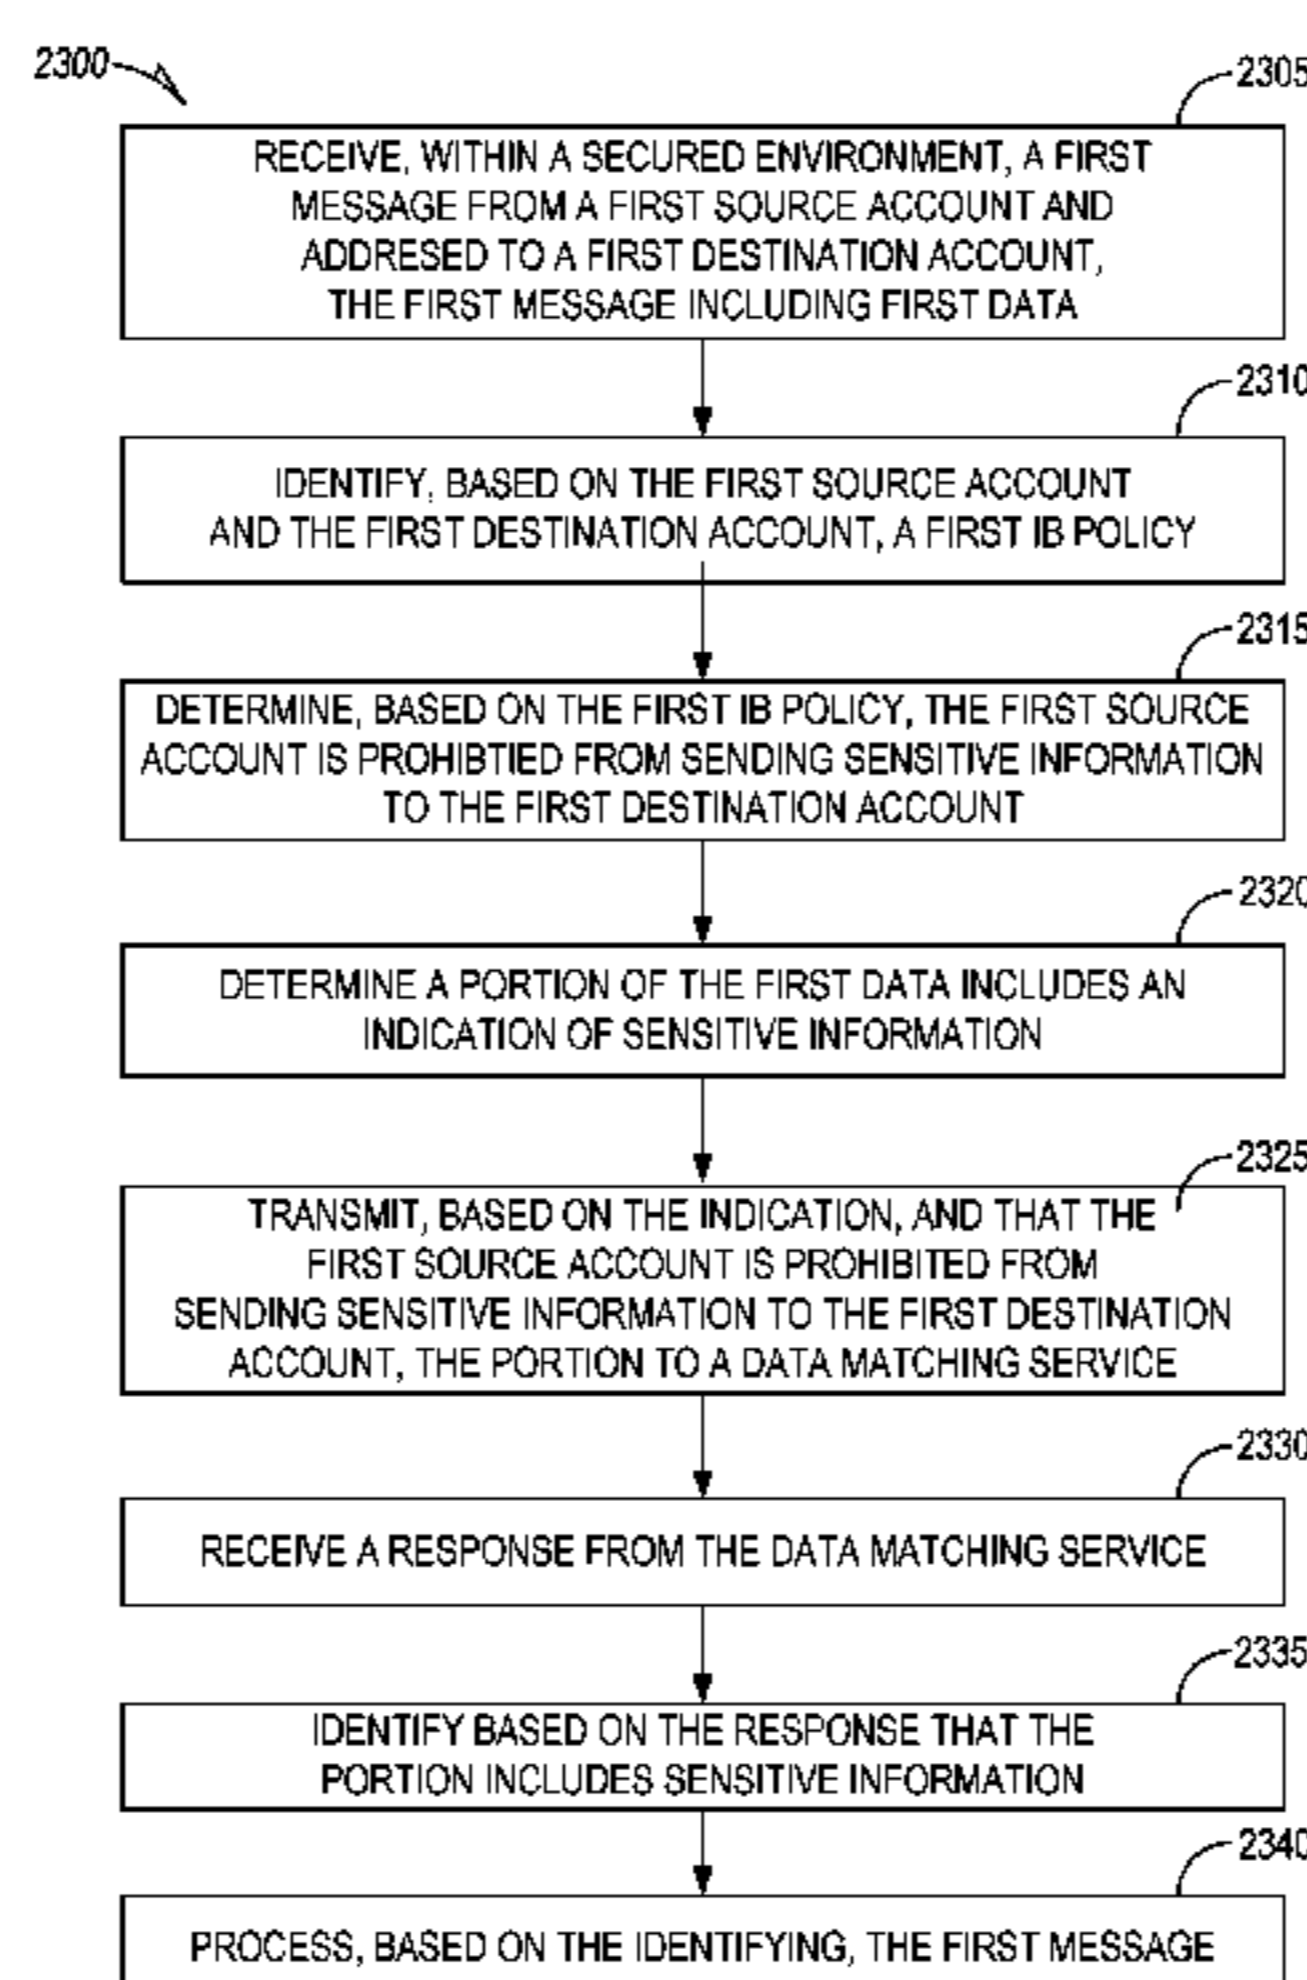 2300
2305
RECEIVE, WITHIN A SECURED ENVIRONMENT, A FIRST
MESSAGE FROM A FIRST SOURCE ACCOUNT AND
ADDRESED TO A FIRST DESTINATION ACCOUNT,
THE FIRST MESSAGE INCLUDING FIRST DATA
2310
IDENTIFY, BASED ON THE FIRST SOURCE ACCOUNT
AND THE FIRST DESTINATION ACCOUNT, A FIRST IB POLICY
2315
DETERMINE, BASED ON THE FIRST IB POLICY, THE FIRST SOURCE
ACCOUNT IS PROHIBTIED FROM SENDING SENSITIVE INFORMATION
TO THE FIRST DESTINATION ACCOUNT
2320
DETERMINE A PORTION OF THE FIRST DATA INCLUDES AN
INDICATION OF SENSITIVE INFORMATION
2325
TRANSMIT, BASED ON THE INDICATION, AND THAT THE
FIRST SOURCE ACCOUNT IS PROHIBITED FROM
SENDING SENSITIVE INFORMATION TO THE FIRST DESTINATION
ACCOUNT, THE PORTION TO A DATA MATCHING SERVICE
2330
RECEIVE A RESPONSE FROM THE DATA MATCHING SERVICE
2335
IDENTIFY BASED ON THE RESPONSE THAT THE
PORTION INCLUDES SENSITIVE INFORMATION
2340
PROCESS, BASED ON THE IDENTIFYING, THE FIRST MESSAGE